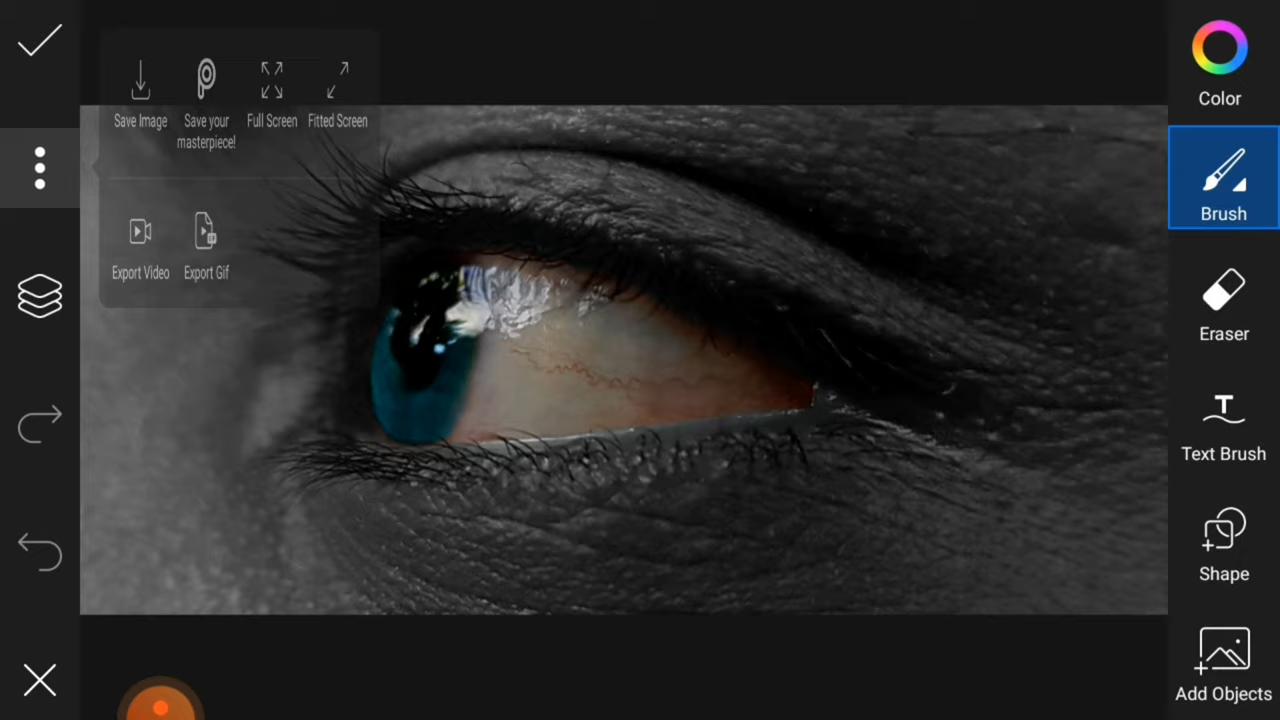 Save Image
Save your
masterpiece!
Full Screen
Fitted Screen
Export Video
Export Gif
Color
Brush
Eraser
Text Brush
Shape
Add Objects